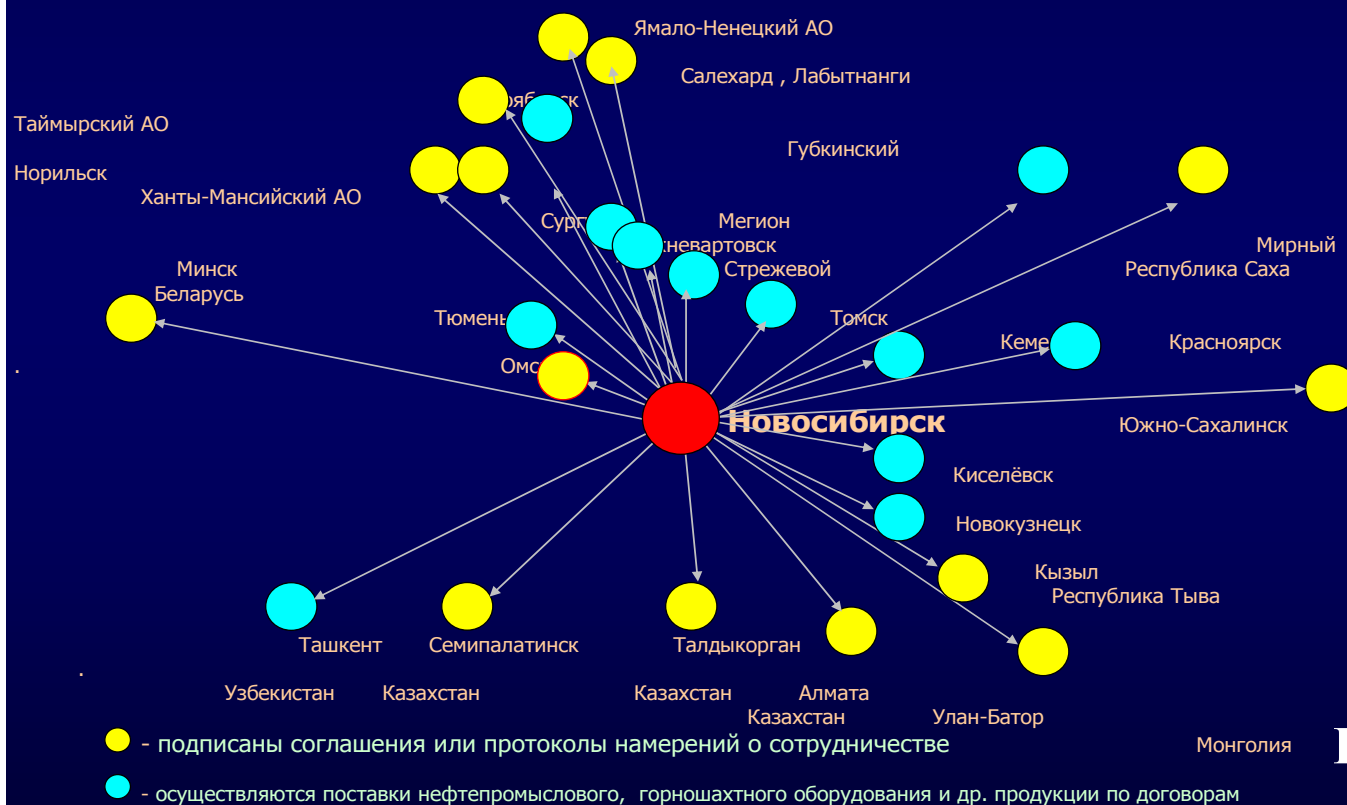 Ямало-Ненецкий АО
Салехард , Лабытнанги
Таймырский АО
Губкинский
Норильск
Ханты-Мансийский АО
Мегион
Стрежевой
Мирный
Республика Саха
Минск
Беларусь
Тюмень
Томск
Красноярск
.
Новосибирск
Южно-Сахалинск
Киселёвск
Новокузнецк
Кызыл
Республика Тыва
Ташкент
Семипалатинск
Талдыкорган
.
Узбекистан
Казахстан
Казахстан
Алмата
Казахстан
Улан-Батор
- подписаны соглашения или протоколы намерений о сотрудничестве
Монголия
- осуществляются поставки нефтепромыслового, горношахтного оборудования и др. продукции по договорам